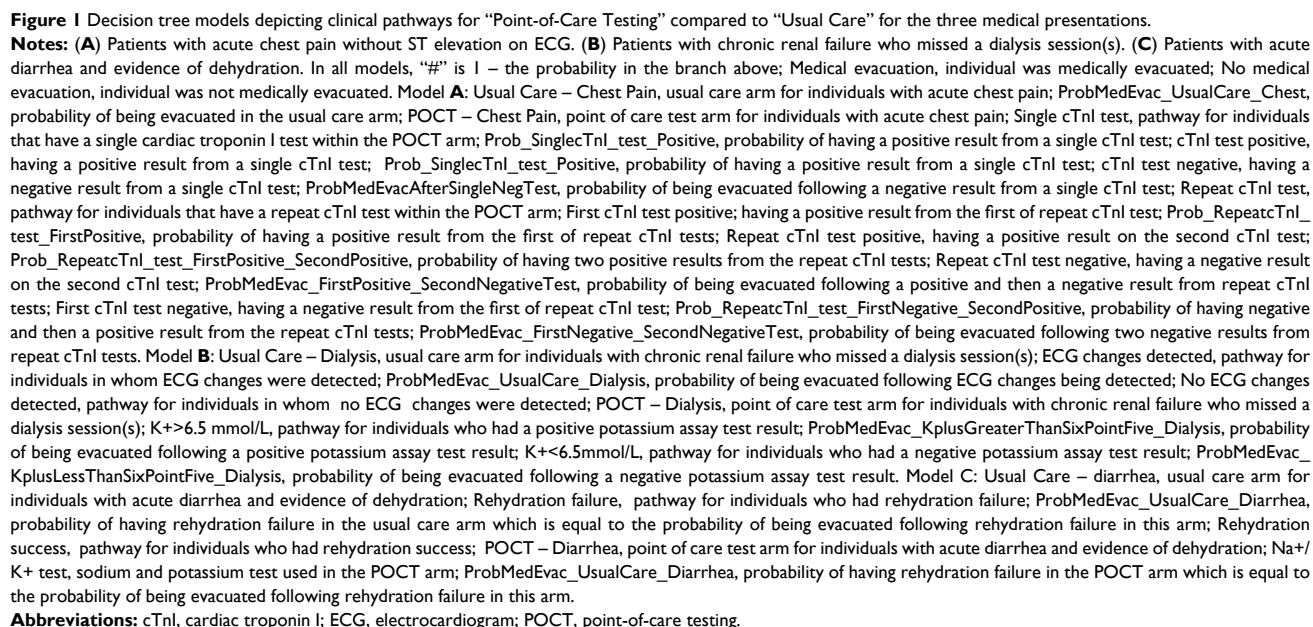 Figure 1 Decision tree models depicting clinical pathways for “Point-of-Care Testing” compared to “Usual Care” for the three medical presentations.
Notes: (A) Patients with acute chest pain without ST elevation on ECG. (B) Patients with chronic renal failure who missed a dialysis session(s). (C) Patients with acute
diarrhea and evidence of dehydration. In all models, “#” is 1 – the probability in the branch above; Medical evacuation, individual was medically evacuated; No medical
evacuation, individual was not medically evacuated. Model A: Usual Care – Chest Pain, usual care arm for individuals with acute chest pain; ProbMedEvac_UsualCare_Chest,
probability of being evacuated in the usual care arm; POCT – Chest Pain, point of care test arm for individuals with acute chest pain; Single cTnI test, pathway for individuals
that have a single cardiac troponin I test within the POCT arm; Prob_SinglecTnI_test_Positive, probability of having a positive result from a single cTnI test; cTnI test positive,
having a positive result from a single cTnI test; Prob_SinglecTnI_test_Positive, probability of having a positive result from a single cTnI test; cTnI test negative, having a
negative result from a single cTnI test; ProbMedEvacAfterSingleNegTest, probability of being evacuated following a negative result from a single cTnI test; Repeat cTnI test,
pathway for individuals that have a repeat cTnI test within the POCT arm; First cTnI test positive; having a positive result from the first of repeat cTnI test; Prob_RepeatcTnI_
test_FirstPositive, probability of having a positive result from the first of repeat cTnI tests; Repeat cTnI test positive, having a positive result on the second cTnI test;
Prob_RepeatcTnI_test_FirstPositive_SecondPositive, probability of having two positive results from the repeat cTnI tests; Repeat cTnI test negative, having a negative result
on the second cTnI test; ProbMedEvac_FirstPositive_SecondNegativeTest, probability of being evacuated following a positive and then a negative result from repeat cTnI
tests; First cTnI test negative, having a negative result from the first of repeat cTnI test; Prob_RepeatcTnI_test_FirstNegative_SecondPositive, probability of having negative
and then a positive result from the repeat cTnI tests; ProbMedEvac_FirstNegative_SecondNegativeTest, probability of being evacuated following two negative results from
repeat cTnI tests. Model B: Usual Care – Dialysis, usual care arm for individuals with chronic renal failure who missed a dialysis session(s); ECG changes detected, pathway for
individuals in whom ECG changes were detected; ProbMedEvac_UsualCare_Dialysis, probability of being evacuated following ECG changes being detected; No ECG changes
detected, pathway for individuals in whom no ECG changes were detected; POCT – Dialysis, point of care test arm for individuals with chronic renal failure who missed a
dialysis session(s); K+>6.5 mmol/L, pathway for individuals who had a positive potassium assay test result; ProbMedEvac_KplusGreaterThanSixPointFive_Dialysis, probability
of being evacuated following a positive potassium assay test result; K+<6.5mmol/L, pathway for individuals who had a negative potassium assay test result; ProbMedEvac_
KplusLessThanSixPointFive_Dialysis, probability of being evacuated following a negative potassium assay test result. Model C: Usual Care – diarrhea, usual care arm for
individuals with acute diarrhea and evidence of dehydration; Rehydration failure, pathway for individuals who had rehydration failure; ProbMedEvac_UsualCare_Diarrhea,
probability of having rehydration failure in the usual care arm which is equal to the probability of being evacuated following rehydration failure in this arm; Rehydration
success, pathway for individuals who had rehydration success; POCT – Diarrhea, point of care test arm for individuals with acute diarrhea and evidence of dehydration; Na+/
K+ test, sodium and potassium test used in the POCT arm; ProbMedEvac_UsualCare_Diarrhea, probability of having rehydration failure in the POCT arm which is equal to
the probability of being evacuated following rehydration failure in this arm.
Abbreviations: cTnI, cardiac troponin I; ECG, electrocardiogram; POCT, point-of-care testing.